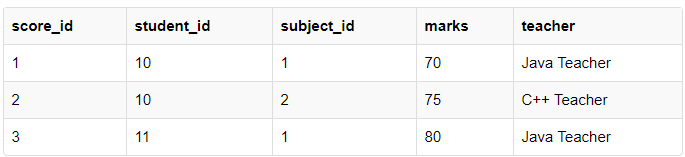 score_id student_id subject_id marks teacher
1 10 1 70 Java Teacher
2 10 2 75 C++ Teacher
3 11 1 80 Java Teacher